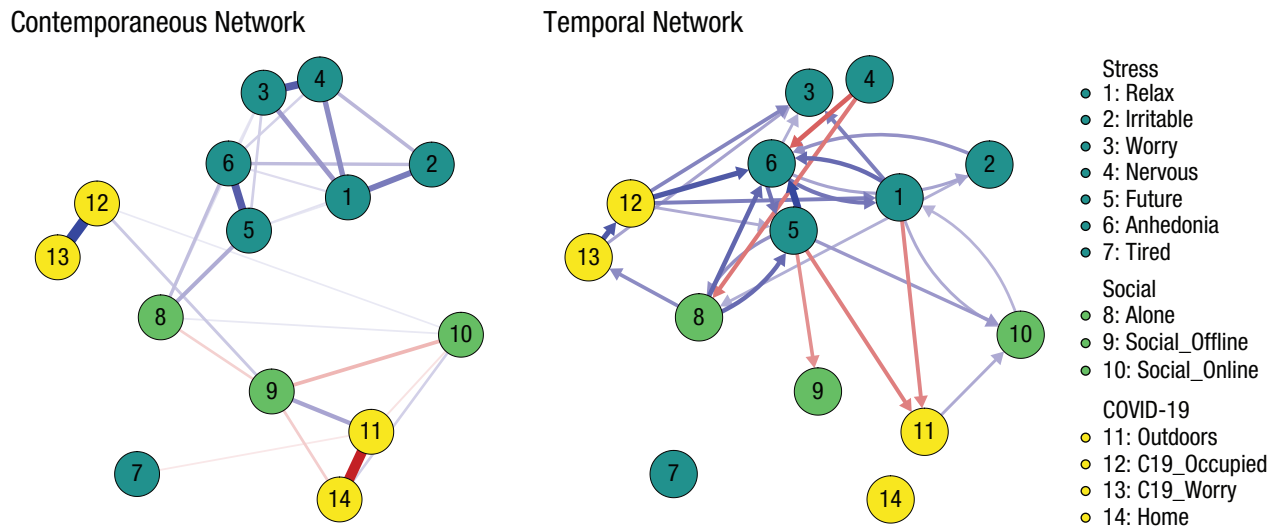 Contemporaneous Network
3
4
6
2
1
12
5
13
8
10
9
11
7
14
Temporal Network
3
4
6
2
12
1
5
13
8
10
9
11
7
14
Stress
1: Relax
2: Irritable
3: Worry
4: Nervous
5: Future
6: Anhedonia
7: Tired
Social
8: Alone
9: Social_Offline
10: Social_Online
COVID-19
11: Outdoors
12: C19_Occupied
13: C19_Worry
14: Home